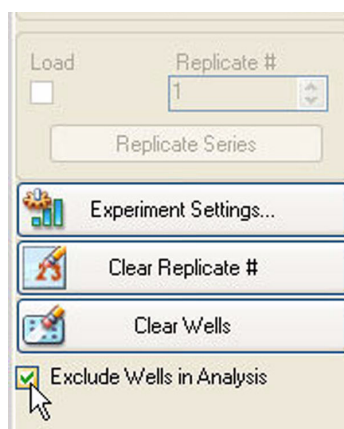 Load Replicate #
1
Replicate Series
Experiment Settings...
Clear Replicate #
Clear Wells
Exclude Wells in Analysis